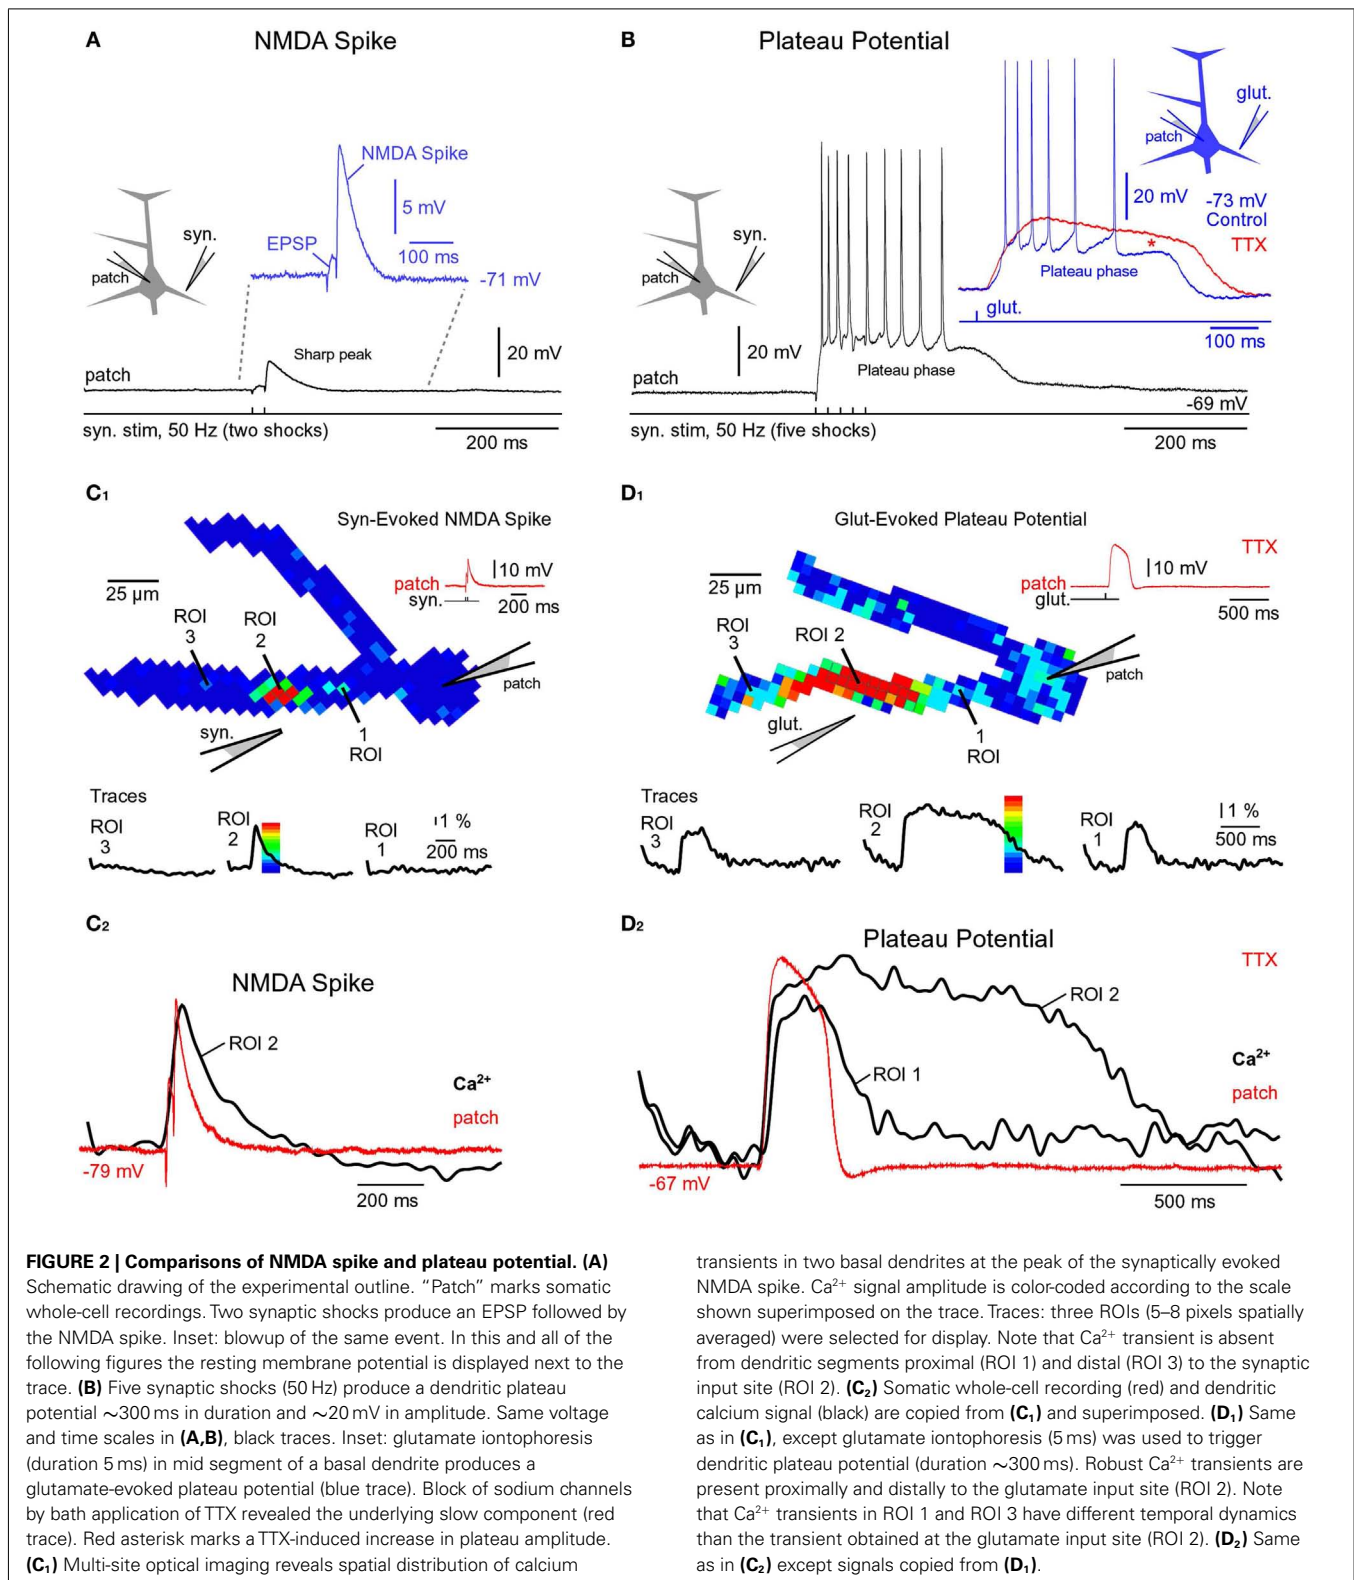 A NMDA Spike
NMDA Spike
5 mV
100 ms
EPSP
-71 mV
syn.
patch
Sharp peak
20 mV
patch
syn. stim, 50 Hz (two shocks)
200 ms
B Plateau Potential
glut.
patch
20 mV
-73 mV
Control
TTX
*
Plateau phase
glut.
100 ms
syn.
patch
20 mV
Plateau phase
patch
-69 mV
syn. stim, 50 Hz (five shocks)
200 ms
C1
Syn-Evoked NMDA Spike
25 µm
10 mV
patch
syn.
200 ms
ROI
3
ROI
2
patch
syn.
1
ROI
Traces
ROI
3
ROI
2
ROI
1
1 %
200 ms
D1
Glut-Evoked Plateau Potential
TTX
25 µm
10 mV
patch
glut.
500 ms
ROI
3
ROI 2
patch
glut.
1
ROI
Traces
ROI
3
ROI
2
ROI
1
1 %
500 ms
C2
NMDA Spike
ROI 2
Ca²⁺
patch
-79 mV
200 ms
D2
Plateau Potential
TTX
ROI 2
ROI 1
Ca²⁺
patch
-67 mV
500 ms
FIGURE 2 | Comparisons of NMDA spike and plateau potential. (A)
Schematic drawing of the experimental outline. “Patch” marks somatic
whole-cell recordings. Two synaptic shocks produce an EPSP followed by
the NMDA spike. Inset: blowup of the same event. In this and all of the
following figures the resting membrane potential is displayed next to the
trace. (B) Five synaptic shocks (50 Hz) produce a dendritic plateau
potential ∼300 ms in duration and ∼20 mV in amplitude. Same voltage
and time scales in (A,B), black traces. Inset: glutamate iontophoresis
(duration 5 ms) in mid segment of a basal dendrite produces a
glutamate-evoked plateau potential (blue trace). Block of sodium channels
by bath application of TTX revealed the underlying slow component (red
trace). Red asterisk marks a TTX-induced increase in plateau amplitude.
(C₁) Multi-site optical imaging reveals spatial distribution of calcium
transients in two basal dendrites at the peak of the synaptically evoked
NMDA spike. Ca²⁺ signal amplitude is color-coded according to the scale
shown superimposed on the trace. Traces: three ROIs (5–8 pixels spatially
averaged) were selected for display. Note that Ca²⁺ transient is absent
from dendritic segments proximal (ROI 1) and distal (ROI 3) to the synaptic
input site (ROI 2). (C₂) Somatic whole-cell recording (red) and dendritic
calcium signal (black) are copied from (C₁) and superimposed. (D₁) Same
as in (C₁), except glutamate iontophoresis (5 ms) was used to trigger
dendritic plateau potential (duration ∼300 ms). Robust Ca²⁺ transients are
present proximally and distally to the glutamate input site (ROI 2). Note
that Ca²⁺ transients in ROI 1 and ROI 3 have different temporal dynamics
than the transient obtained at the glutamate input site (ROI 2). (D₂) Same
as in (C₂) except signals copied from (D₁).